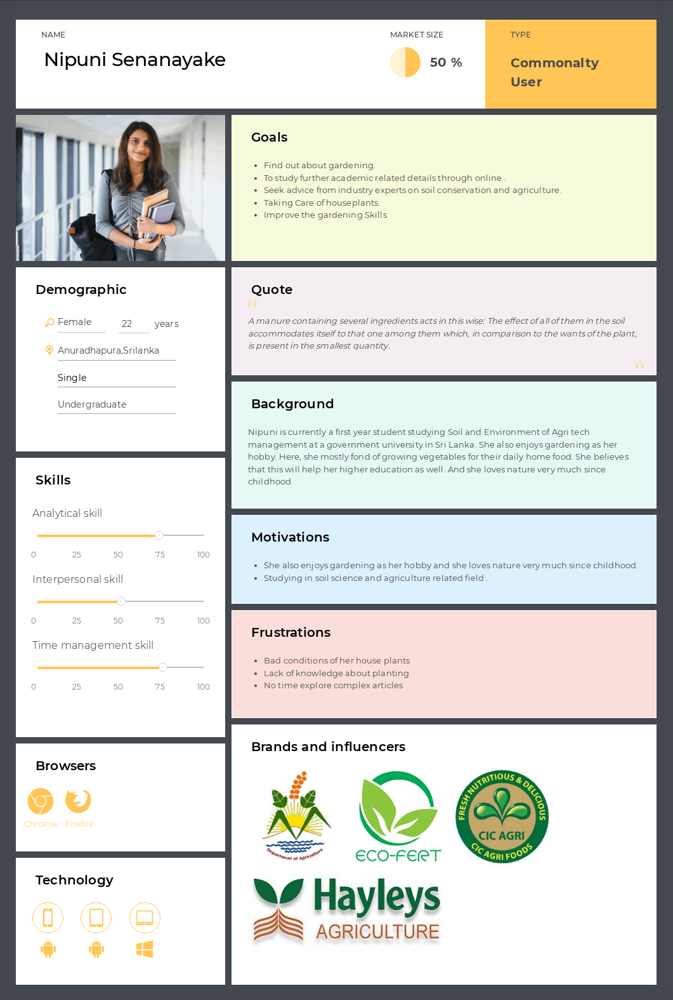 NAME
Nipuni Senanayake
MARKET SIZE
50 %
TYPE
Commonalty
User
Goals
• Find out about gardening.
• To study further academic related details through online .
• Seek advice from industry experts on soil conservation and agriculture.
• Taking Care of houseplants.
• Improve the gardening Skills
Demographic
Female 22 years
Anuradhapura,Srilanka
Single
Undergraduate
Quote
“
A manure containing several ingredients acts in this wise: The effect of all of them in the soil
accommodates itself to that one among them which, in comparison to the wants of the plant,
is present in the smallest quantity.
”
Background
Nipuni is currently a first year student studying Soil and Environment of Agri tech
management at a government university in Sri Lanka. She also enjoys gardening as her
hobby. Here, she mostly fond of growing vegetables for their daily home food. She believes
that this will help her higher education as well. And she loves nature very much since
childhood.
Skills
Analytical skill
0 25 50 75 100
Interpersonal skill
0 25 50 75 100
Time management skill
0 25 50 75 100
Motivations
• She also enjoys gardening as her hobby and she loves nature very much since childhood.
• Studying in soil science and agriculture related field .
Frustrations
• Bad conditions of her house plants
• Lack of knowledge about planting
• No time explore complex articles
Browsers
Chrome Firefox
Technology
Brands and influencers
Department of Agriculture
ECO-FERT
FRESH NUTRITIOUS & DELICIOUS
CIC AGRI
CIC AGRI FOODS
Hayleys
AGRICULTURE